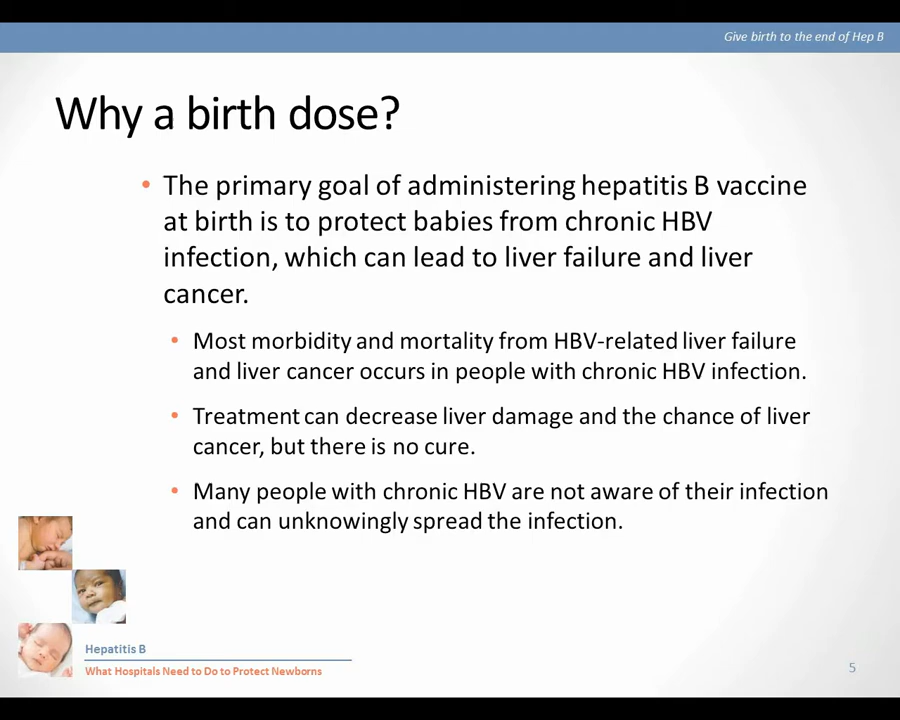 Give birth to the end of Hep B
Why a birth dose?
• The primary goal of administering hepatitis B vaccine
at birth is to protect babies from chronic HBV
infection, which can lead to liver failure and liver
cancer.
• Most morbidity and mortality from HBV-related liver failure
and liver cancer occurs in people with chronic HBV infection.
• Treatment can decrease liver damage and the chance of liver
cancer, but there is no cure.
• Many people with chronic HBV are not aware of their infection
and can unknowingly spread the infection.
Hepatitis B
What Hospitals Need to Do to Protect Newborns
5